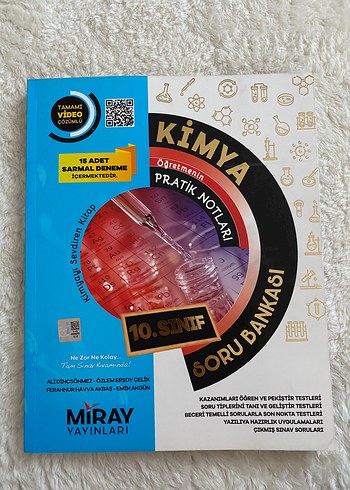 TAMAMI
VİDEO
ÇÖZÜMLÜ
15 ADET
SARMAL DENEME
İÇERMEKTEDİR.
KİMYA
Öğretmenin
PRATİK NOTLARI
SORU BANKASI
Kimyayı Sevdiren Kitap
10. SINIF
Ne Zor Ne Kolay...
Tam Sınav Kıvamında!
ALİ DİNÇSÖNMEZ - ÖZLEM ERSOY ÇELİK
FERAHNUR HAVVA AKBAŞ - EMİN AKGÜN
MİRAY
YAYINLARI
KAZANIMLARI ÖĞREN VE PEKİŞTİR TESTLERİ
SORU TİPLERİNİ TANI VE GELİŞTİR TESTLERİ
BECERİ TEMELLİ SORULARLA SON NOKTA TESTLERİ
YAZILIYA HAZIRLIK UYGULAMALARI
ÇIKMIŞ SINAV SORULARI